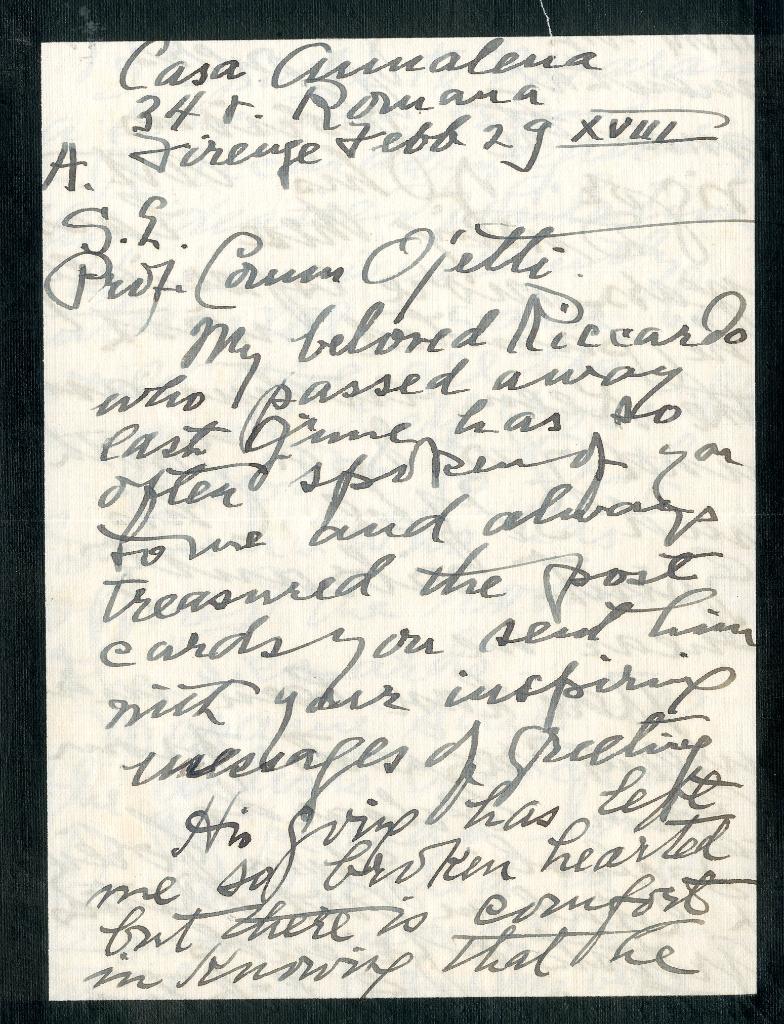 Casa Annalena
34 v. Romana
Firenze Febb 29 XVIII
A.
S. E.
Prof. Comm Ojetti.
My beloved Riccardo
who passed away
last June, has so
often spoken of you
to me and always
treasured the post
cards you sent him
with your inspiring
messages of greeting
His going has left
me so broken hearted
but there is comfort
in Knowing that he